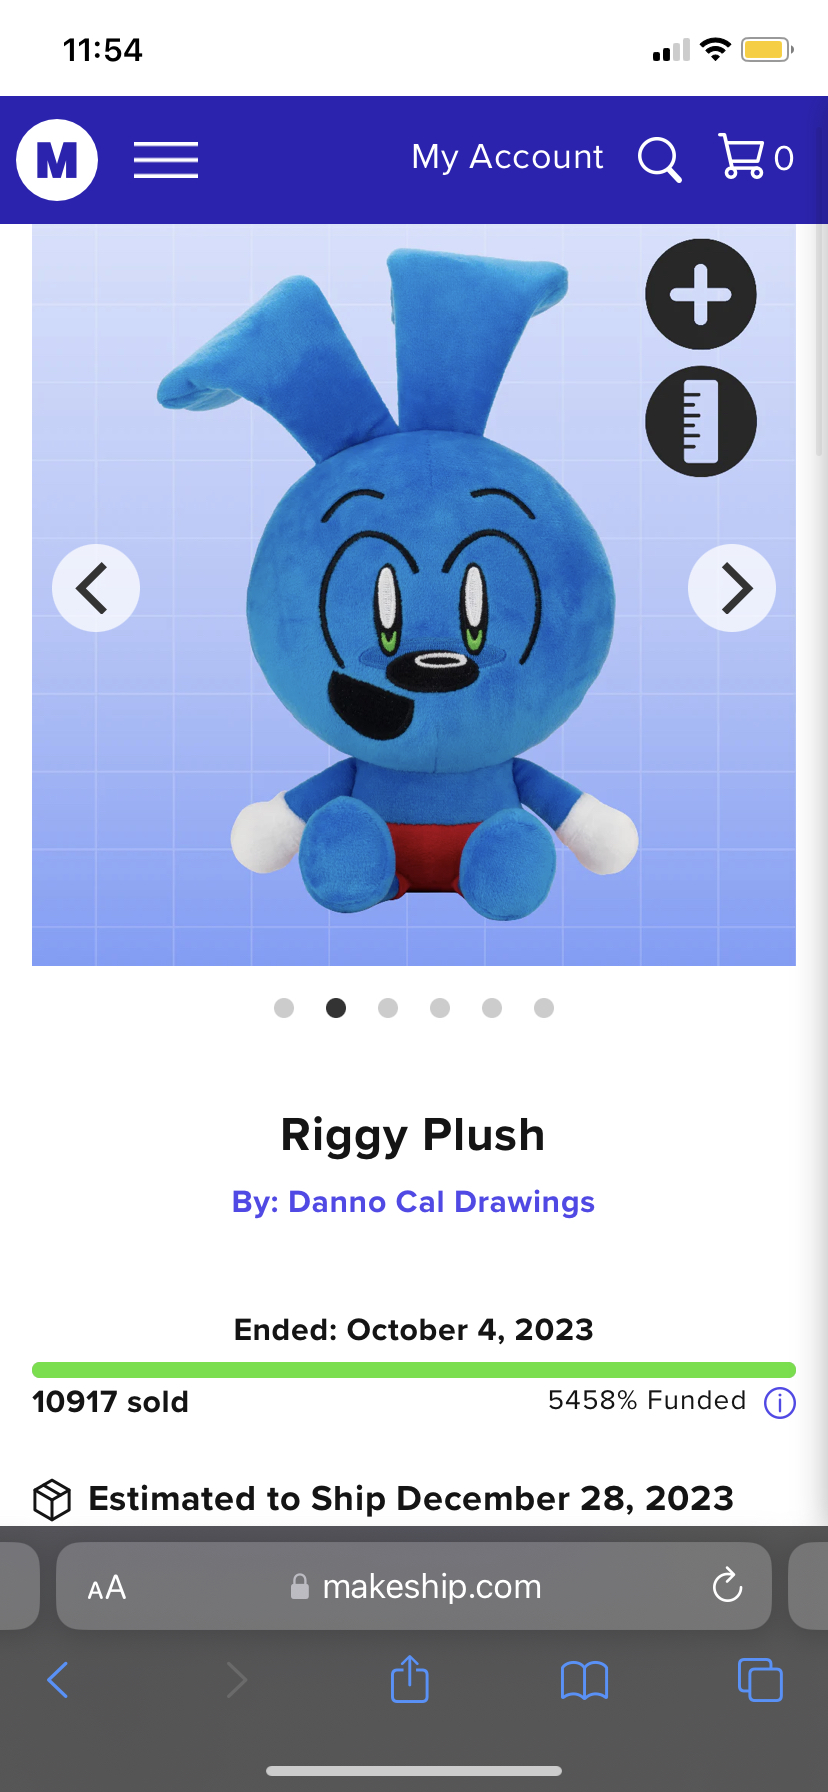 11:54
M
My Account
0
Riggy Plush
By: Danno Cal Drawings
Ended: October 4, 2023
10917 sold
5458% Funded
Estimated to Ship December 28, 2023
AA
makeship.com